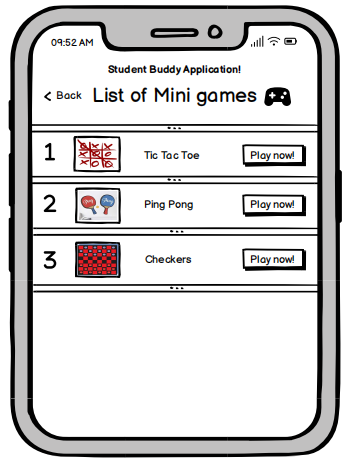 09:52 AM
Student Buddy Application!
< Back List of Mini games
1 Tic Tac Toe Play now!
2 Ping Pong Play now!
3 Checkers Play now!